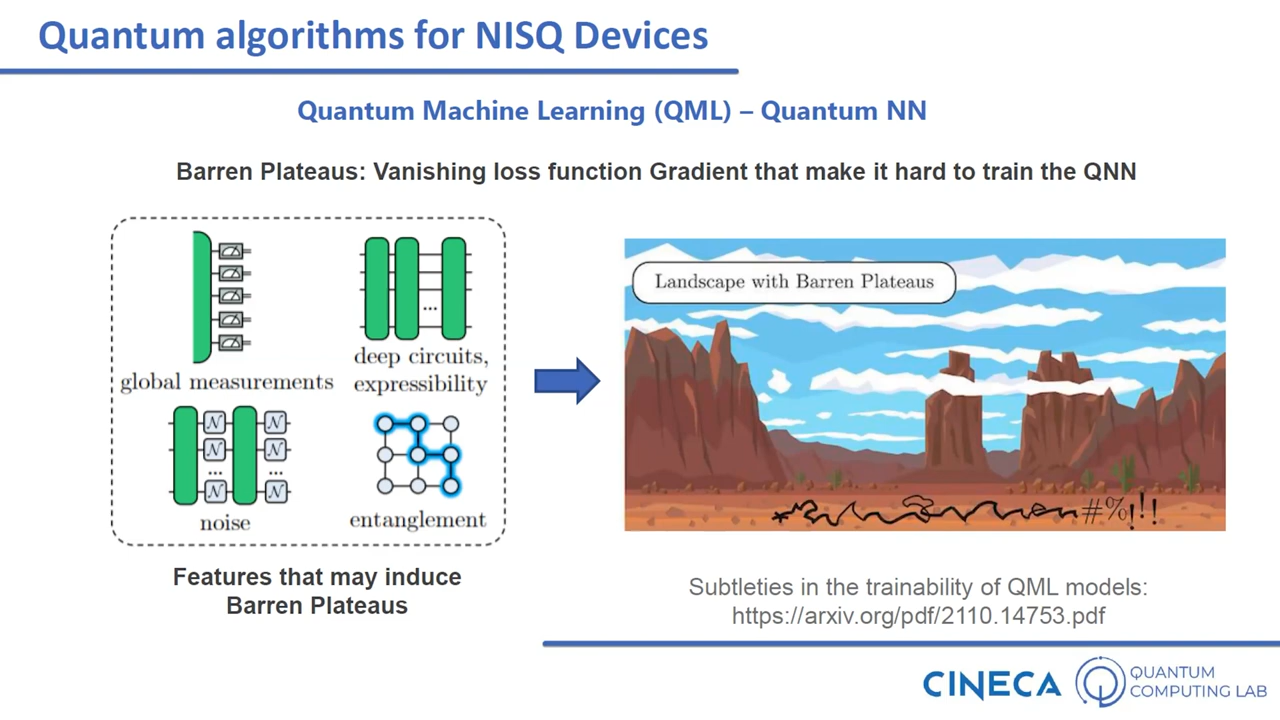 Quantum algorithms for NISQ Devices
Quantum Machine Learning (QML) – Quantum NN
Barren Plateaus: Vanishing loss function Gradient that make it hard to train the QNN
global measurements
...
deep circuits,
expressibility
N N
N N
... ...
N N
noise
entanglement
Features that may induce
Barren Plateaus
Landscape with Barren Plateaus
#%!!!
Subtleties in the trainability of QML models:
https://arxiv.org/pdf/2110.14753.pdf
CINECA
QUANTUM
COMPUTING LAB